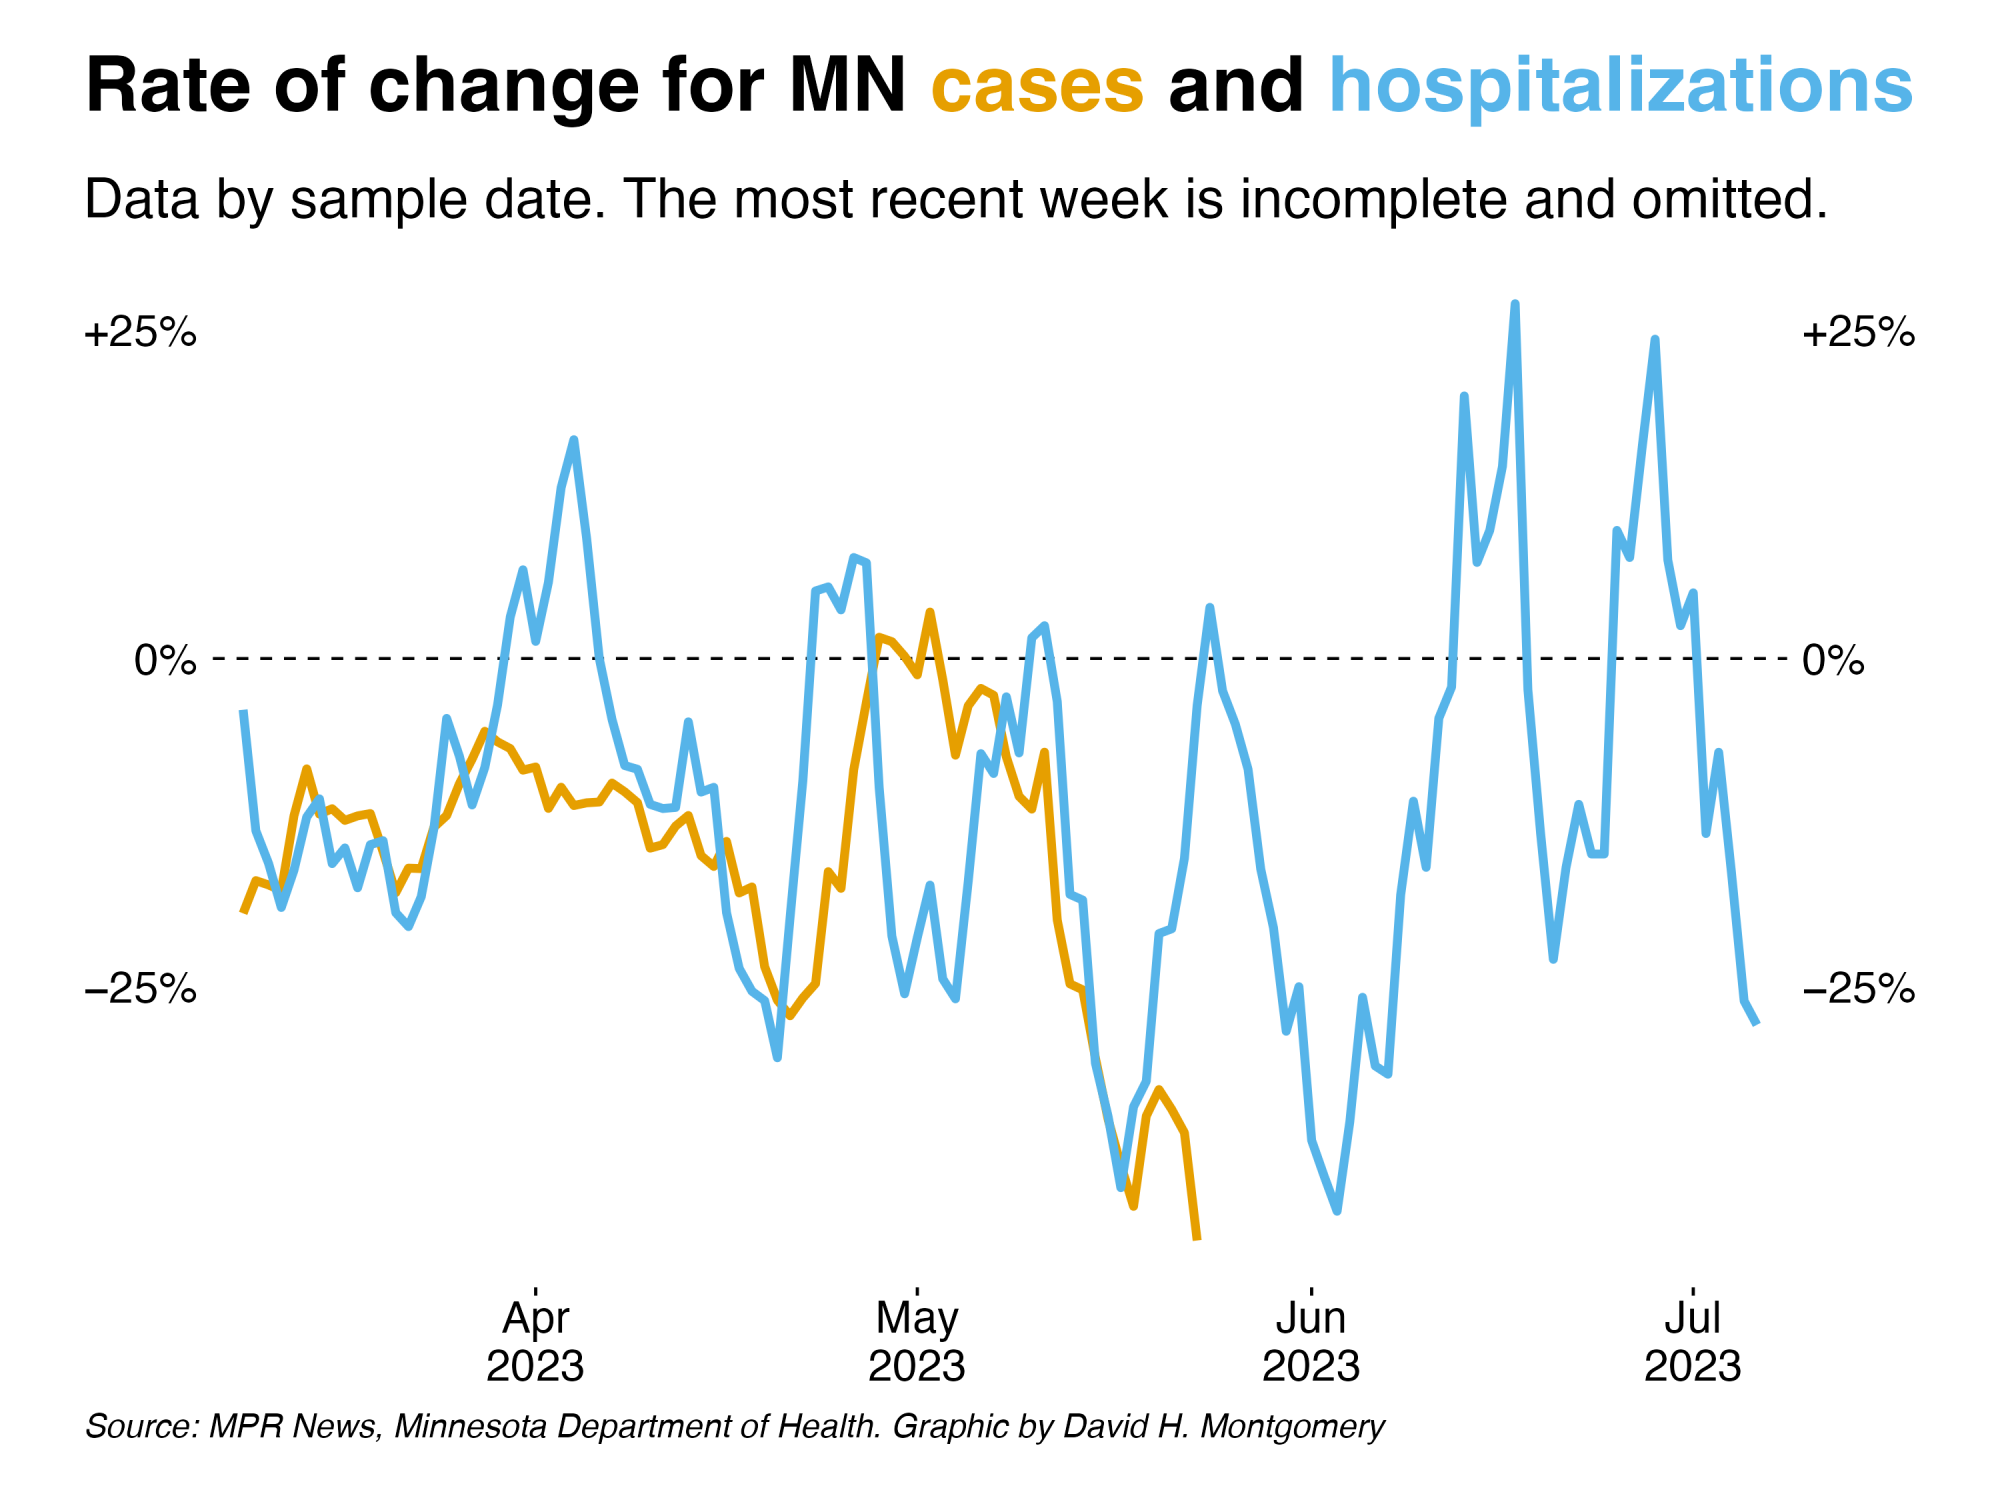 Rate of change for MN cases and hospitalizations
Data by sample date. The most recent week is incomplete and omitted.
+25% +25%
0% 0%
−25% −25%
Apr May Jun Jul
2023 2023 2023 2023
Source: MPR News, Minnesota Department of Health. Graphic by David H. Montgomery